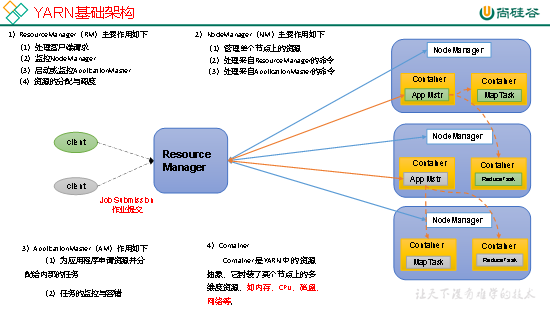 YARN基础架构
尚硅谷
1）ResourceManager（RM）主要作用如下
（1）处理客户端请求
（2）监控NodeManager
（3）启动或监控ApplicationMaster
（4）资源的分配与调度
2）NodeManager（NM）主要作用如下
（1）管理单个节点上的资源
（2）处理来自ResourceManager的命令
（3）处理来自ApplicationMaster的命令
client
client
Resource
Manager
Job Submission
作业提交
NodeManager
Container
App Mstr
Container
MapTask
NodeManager
Container
App Mstr
Container
ReduceTask
NodeManager
Container
MapTask
Container
ReduceTask
3）ApplicationMaster（AM）作用如下
（1）为应用程序申请资源并分
配给内部的任务
（2）任务的监控与容错
4）Container
Container是YARN中的资源
抽象，它封装了某个节点上的多
维度资源，如内存、CPU、磁盘、
网络等。
让天下没有难学的技术